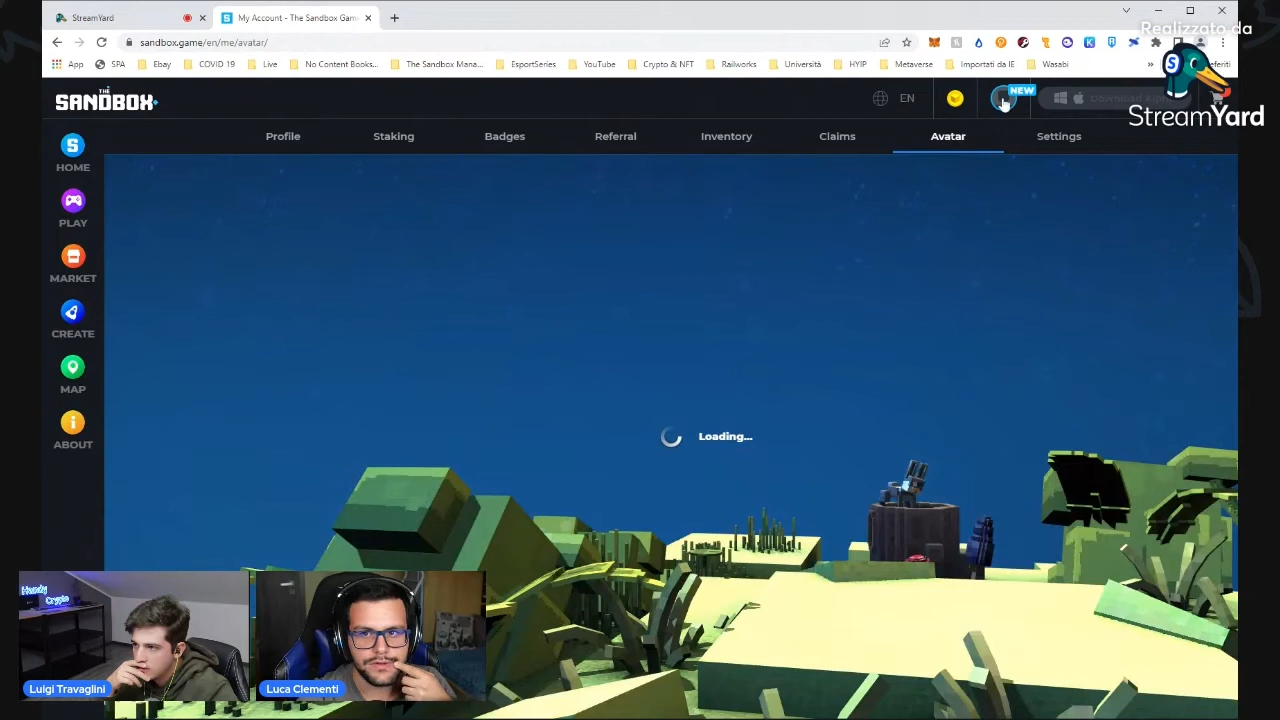 StreamYard
My Account - The Sandbox Gam
Realizzato da
sandbox.game/en/me/avatar/
App
SPA
Ebay
COVID 19
Live
No Content Books...
The Sandbox Mark...
EsportSeries
YouTube
Crypto & NFT
Railworks
Università
HYIP
Metaverse
Importati da IE
Wasabi
StreamYard
THE
SANDBOX
EN
NEW
Profile
Staking
Badges
Referral
Inventory
Claims
Avatar
Settings
HOME
PLAY
MARKET
CREATE
MAP
ABOUT
Loading...
Handy
Crypto
Luigi Travaglini
Luca Clementi